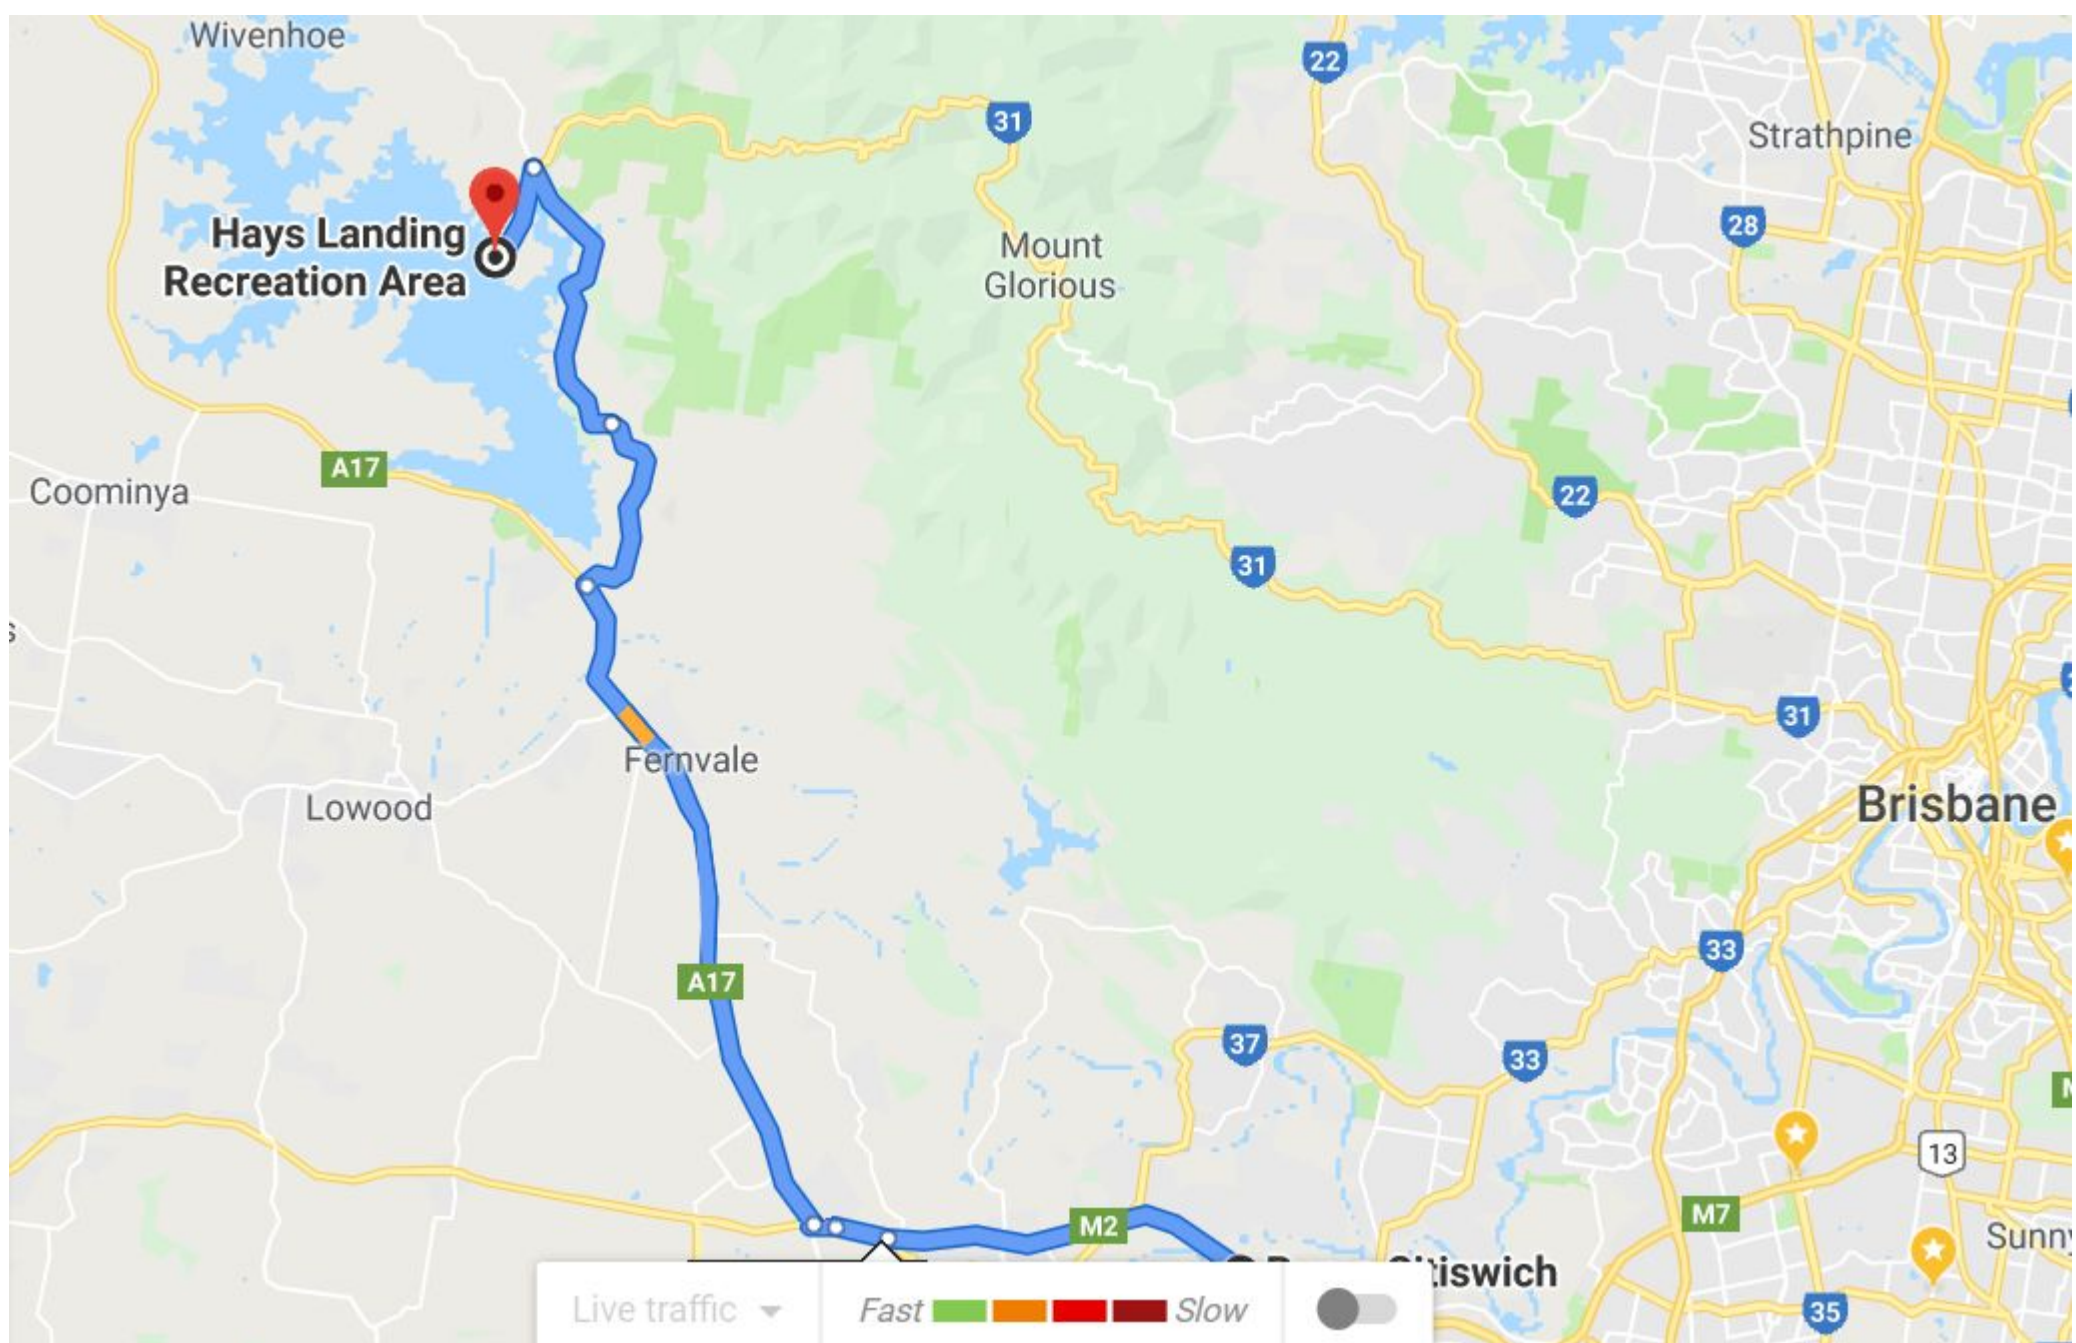 Wivenhoe
22
31
Strathpine
28
Hays Landing
Recreation Area
Mount
Glorious
A17
Coominya
22
31
31
Fernvale
Lowood
Brisbane
33
A17
37
33
13
M2
M7
Sunny
35
Live traffic
Fast
Slow